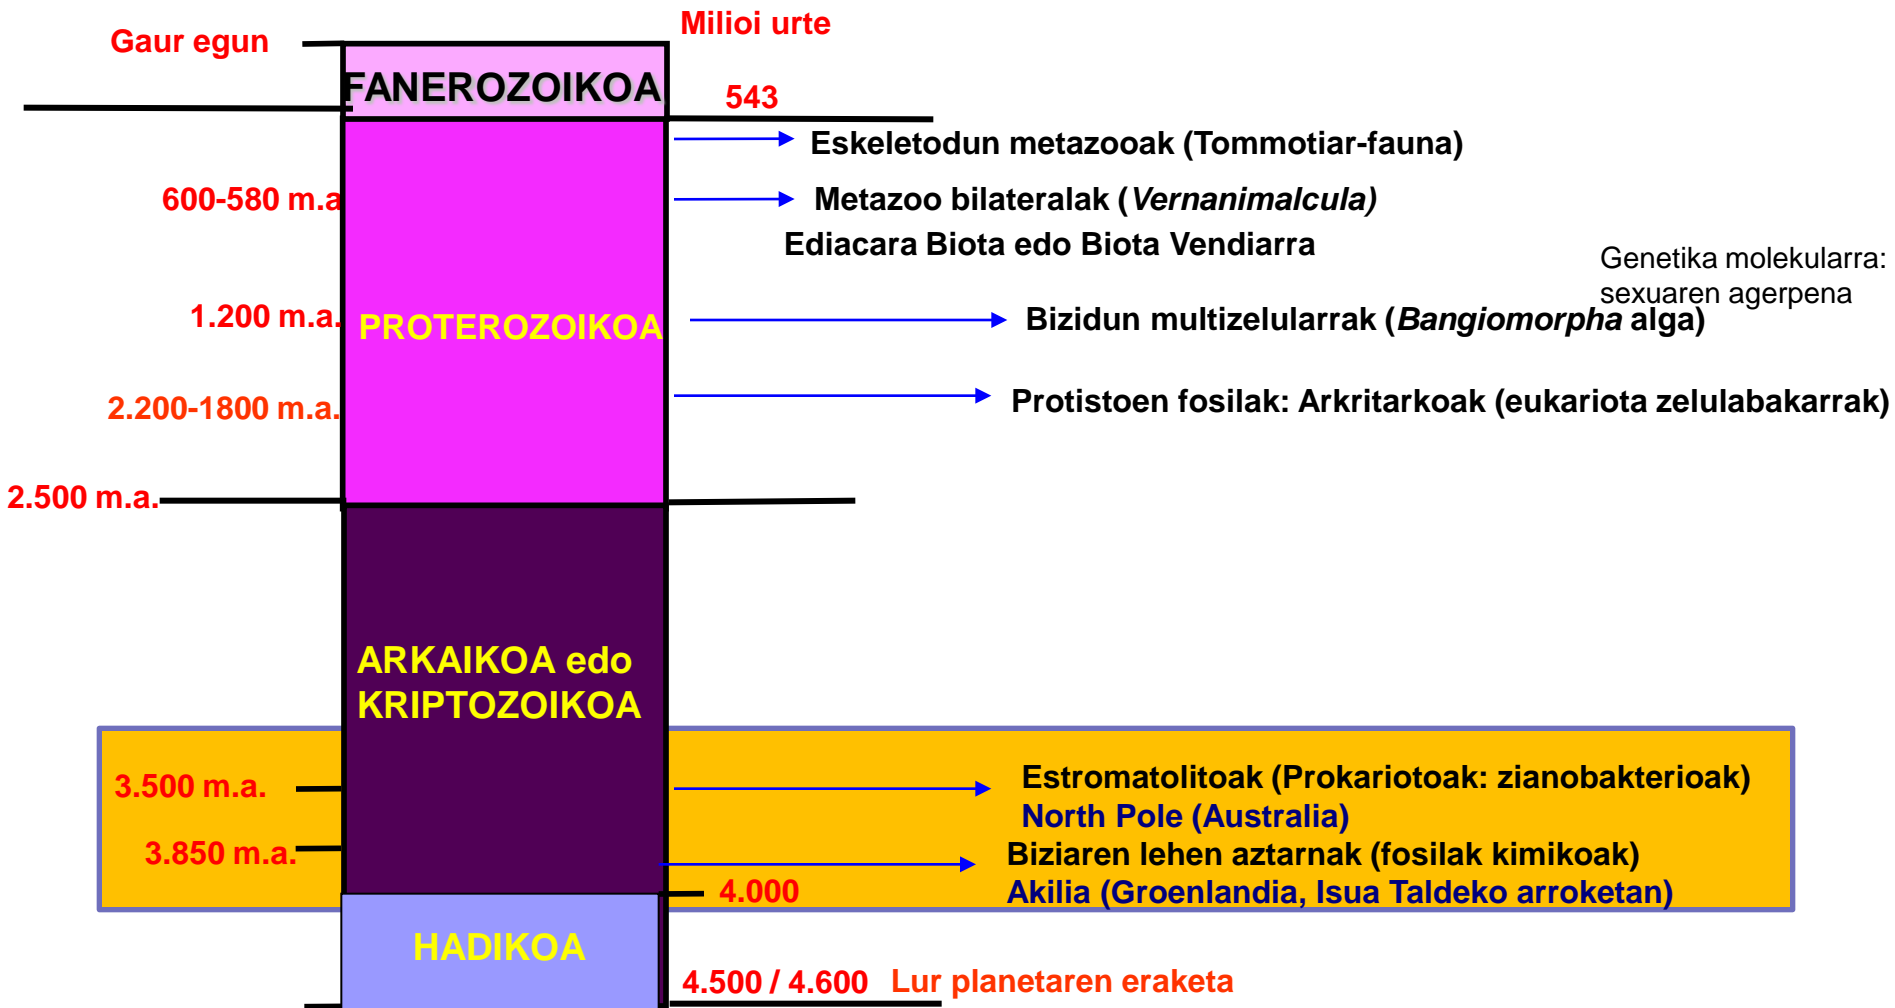 Milioi urte
Gaur egun
FANEROZOIKOA
543
Eskeletodun metazooak (Tommotiar-fauna)
600-580 m.a
Metazoo bilateralak (Vernanimalcula)
Ediacara Biota edo Biota Vendiarra
Genetika molekularra:
sexuaren agerpena
1.200 m.a.
PROTEROZOIKOA
Bizidun multizelularrak (Bangiomorpha alga)
2.200-1800 m.a.
Protistoen fosilak: Arkritarkoak (eukariota zelulabakarrak)
2.500 m.a.
ARKAIKOA edo
KRIPTOZOIKOA
3.500 m.a.
Estromatolitoak (Prokariotoak: zianobakterioak)
North Pole (Australia)
3.850 m.a.
Biziaren lehen aztarnak (fosilak kimikoak)
Akilia (Groenlandia, Isua Taldeko arroketan)
4.000
HADIKOA
4.500 / 4.600 Lur planetaren eraketa